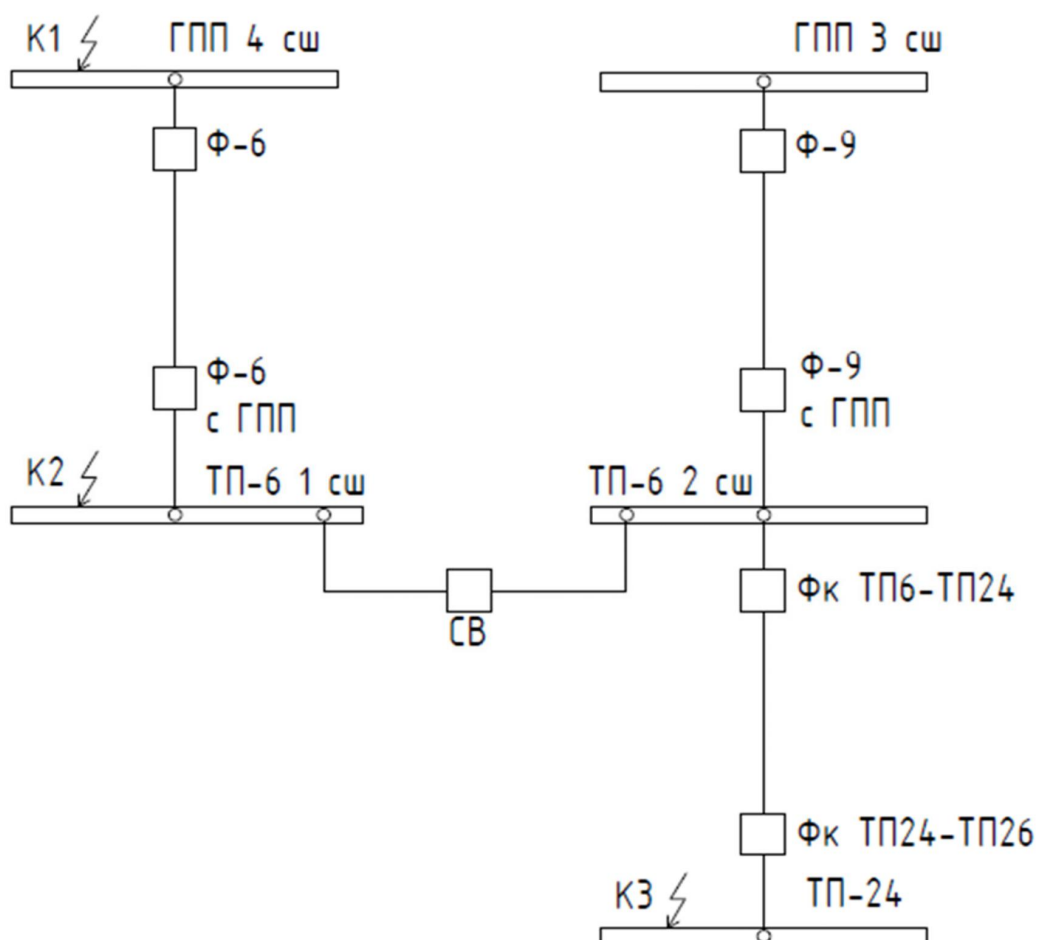 К1
ГПП 4 сш
ГПП 3 сш
Ф-6
Ф-9
Ф-6
с ГПП
Ф-9
с ГПП
К2
ТП-6 1 сш
ТП-6 2 сш
СВ
Фк ТП6-ТП24
Фк ТП24-ТП26
К3
ТП-24